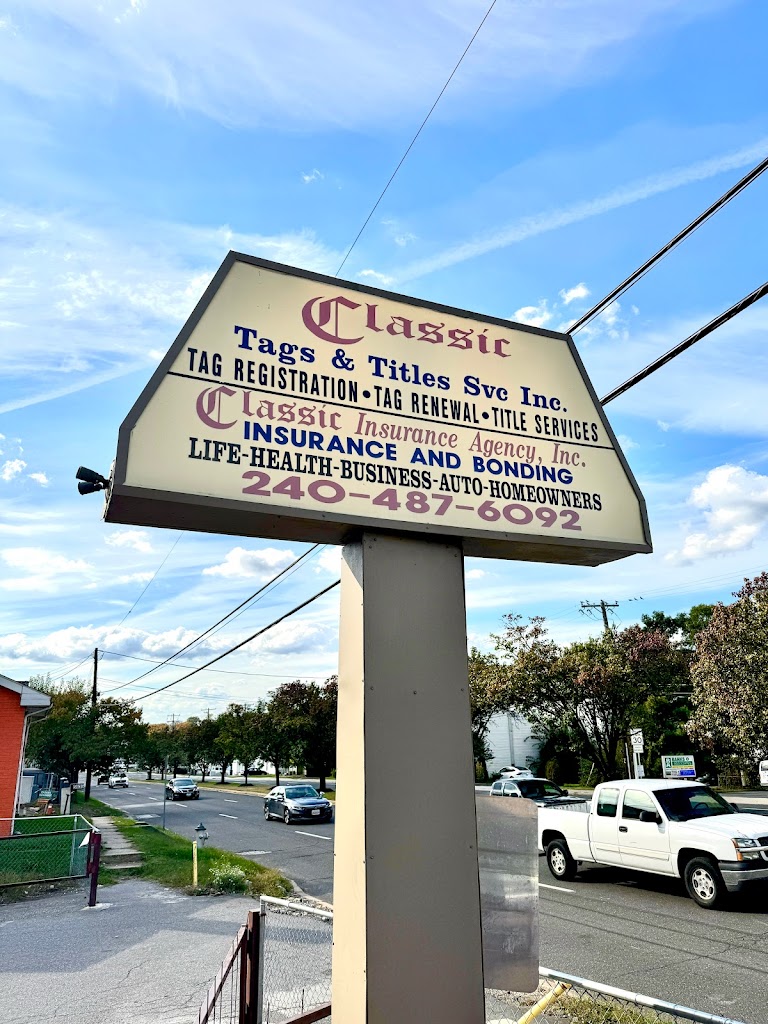 Classic
Tags & Titles Svc Inc.
TAG REGISTRATION•TAG RENEWAL•TITLE SERVICES
Classic Insurance Agency, Inc.
INSURANCE AND BONDING
LIFE-HEALTH-BUSINESS-AUTO-HOMEOWNERS
240-487-6092
30